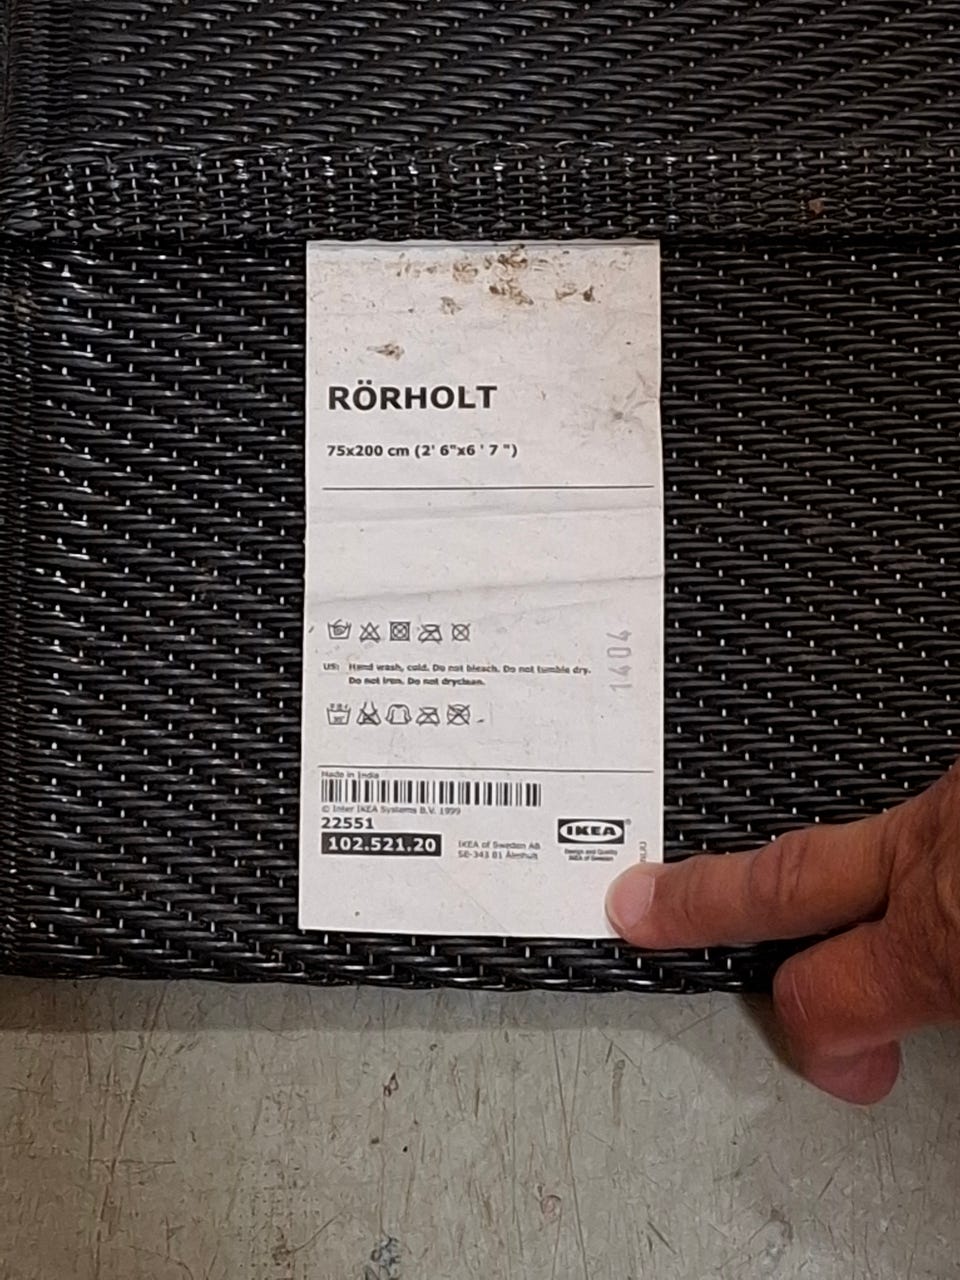 RÖRHOLT
75x200 cm (2' 6"x6 ' 7 ")
US: Hand wash, cold. Do not bleach. Do not tumble dry.
Do not iron. Do not dryclean.
1404
Made in India
© Inter IKEA Systems B.V. 1999
22551
102.521.20
IKEA of Sweden AB
SE-343 81 Älmhult
IKEA®
Design and Quality
IKEA of Sweden